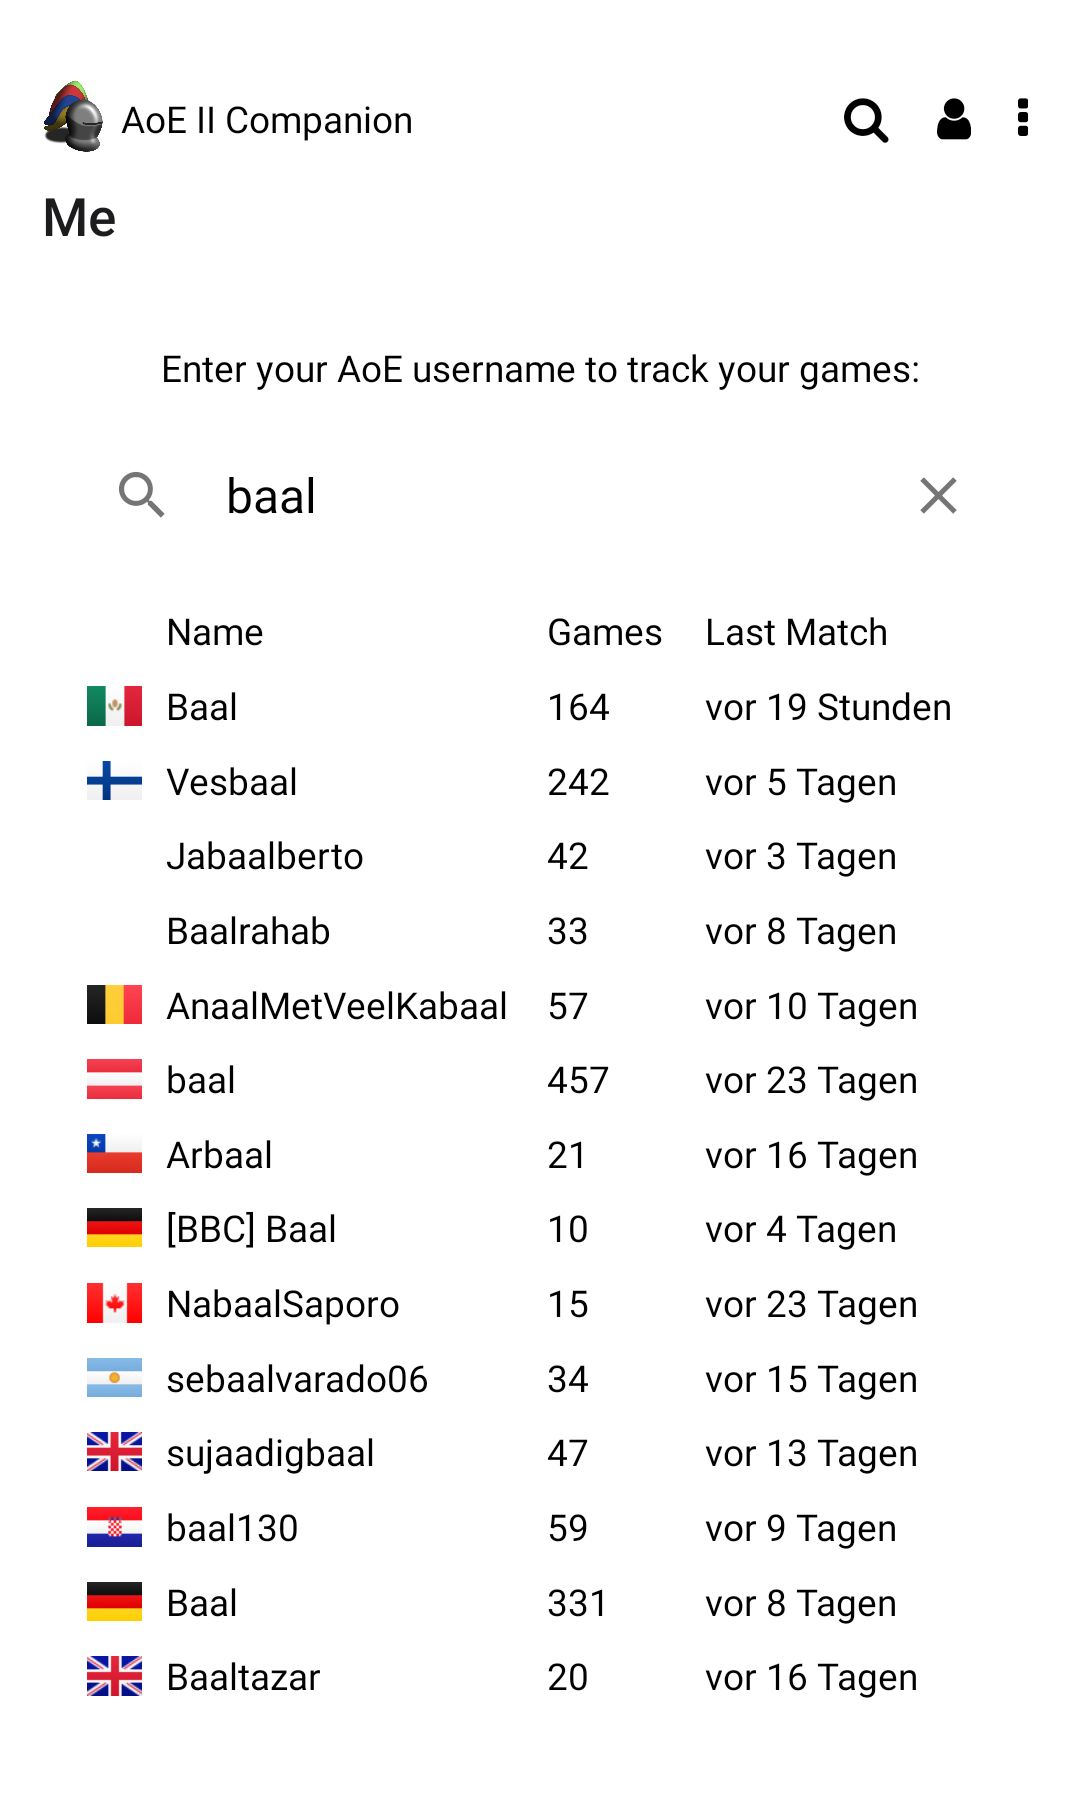 AoE II Companion
Me
Enter your AoE username to track your games:
baal
Name Games Last Match
Baal 164 vor 19 Stunden
Vesbaal 242 vor 5 Tagen
Jabaalberto 42 vor 3 Tagen
Baalrahab 33 vor 8 Tagen
AnaalMetVeelKabaal 57 vor 10 Tagen
baal 457 vor 23 Tagen
Arbaal 21 vor 16 Tagen
[BBC] Baal 10 vor 4 Tagen
NabaalSaporo 15 vor 23 Tagen
sebaalvarado06 34 vor 15 Tagen
sujaadigbaal 47 vor 13 Tagen
baal130 59 vor 9 Tagen
Baal 331 vor 8 Tagen
Baaltazar 20 vor 16 Tagen